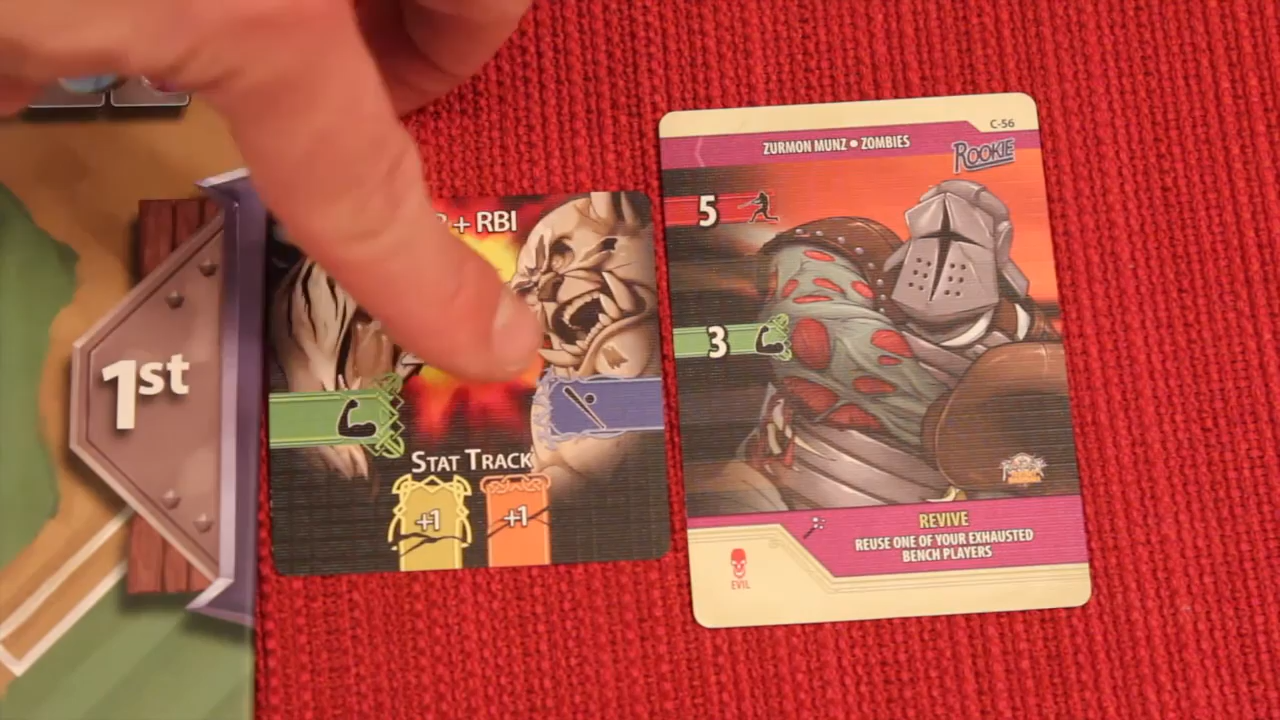 1st
+ RBI
STAT TRACK
+1 +1
C-56
ZURMON MUNZ • ZOMBIES
ROOKIE
5
3
REVIVE
REUSE ONE OF YOUR EXHAUSTED
BENCH PLAYERS
EVIL